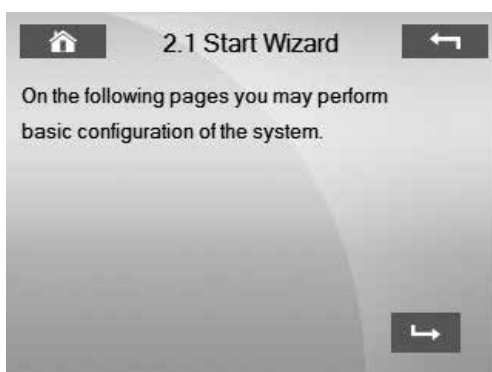 2.1 Start Wizard
On the following pages you may perform
basic configuration of the system.